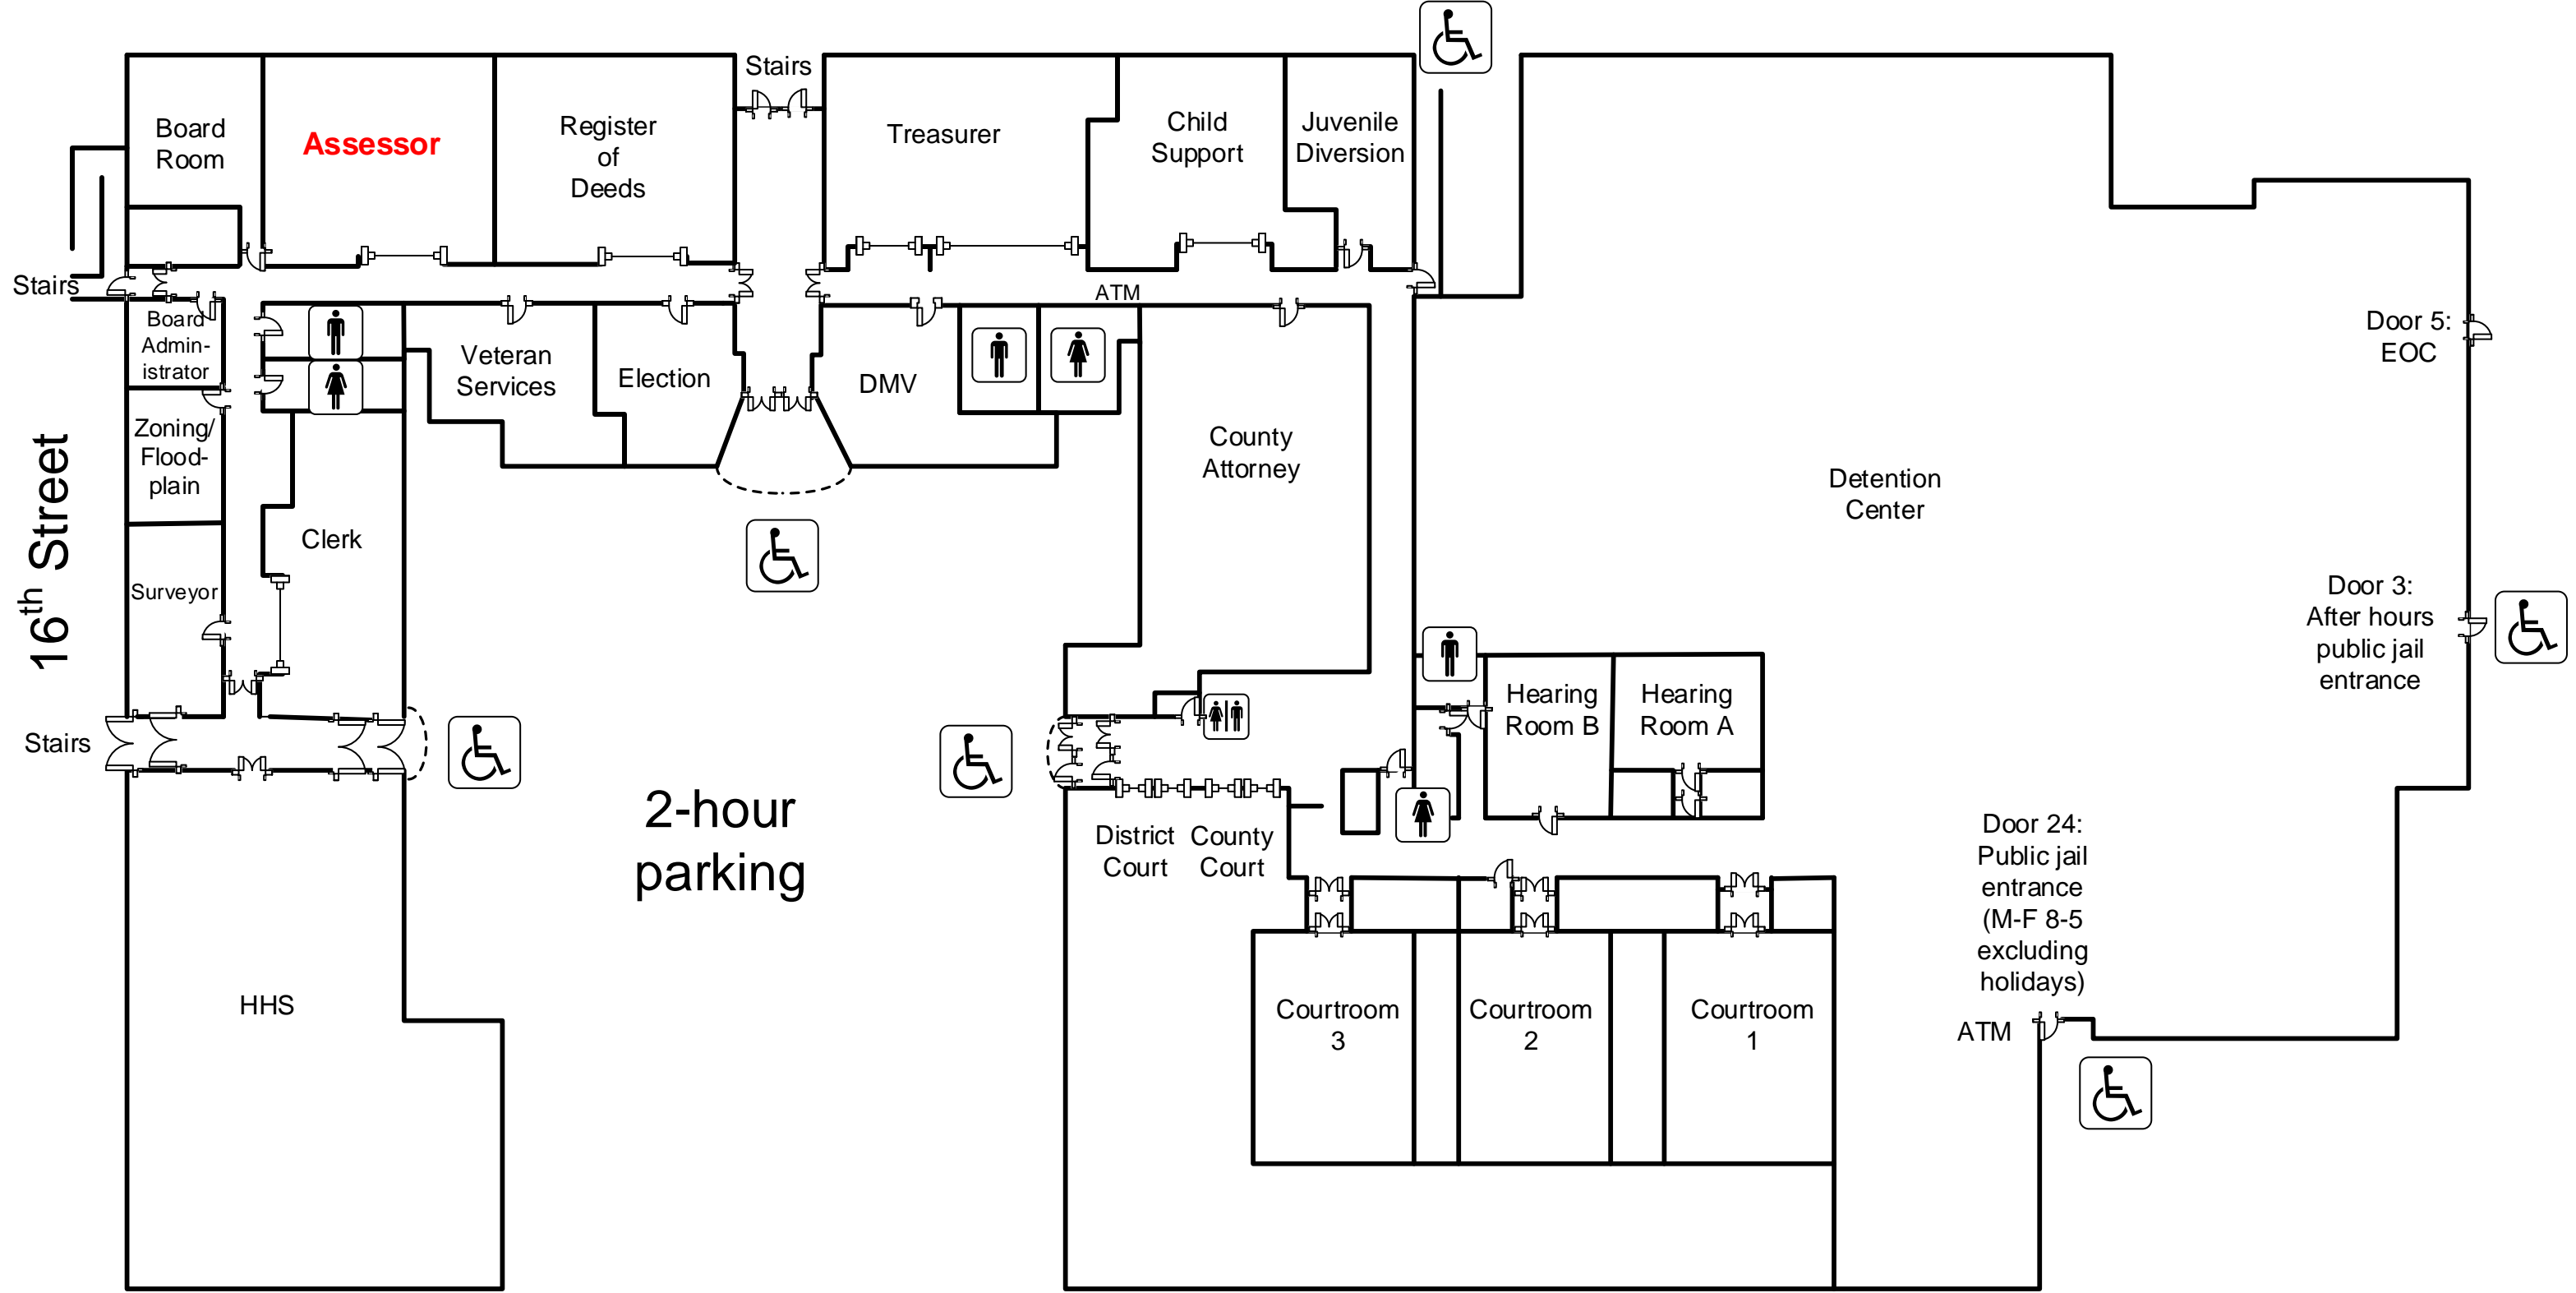 Stairs
Board
Room
Assessor
Register
of
Deeds
Treasurer
Child
Support
Juvenile
Diversion
Stairs
ATM
Board
Admin-
istrator
Veteran
Services
Election
DMV
Door 5:
EOC
Zoning/
Flood-
plain
County
Attorney
Detention
Center
16th Street
Clerk
Surveyor
Door 3:
After hours
public jail
entrance
Hearing
Room B
Hearing
Room A
Stairs
2-hour
parking
District
Court
County
Court
Door 24:
Public jail
entrance
(M-F 8-5
excluding
holidays)
HHS
Courtroom
3
Courtroom
2
Courtroom
1
ATM